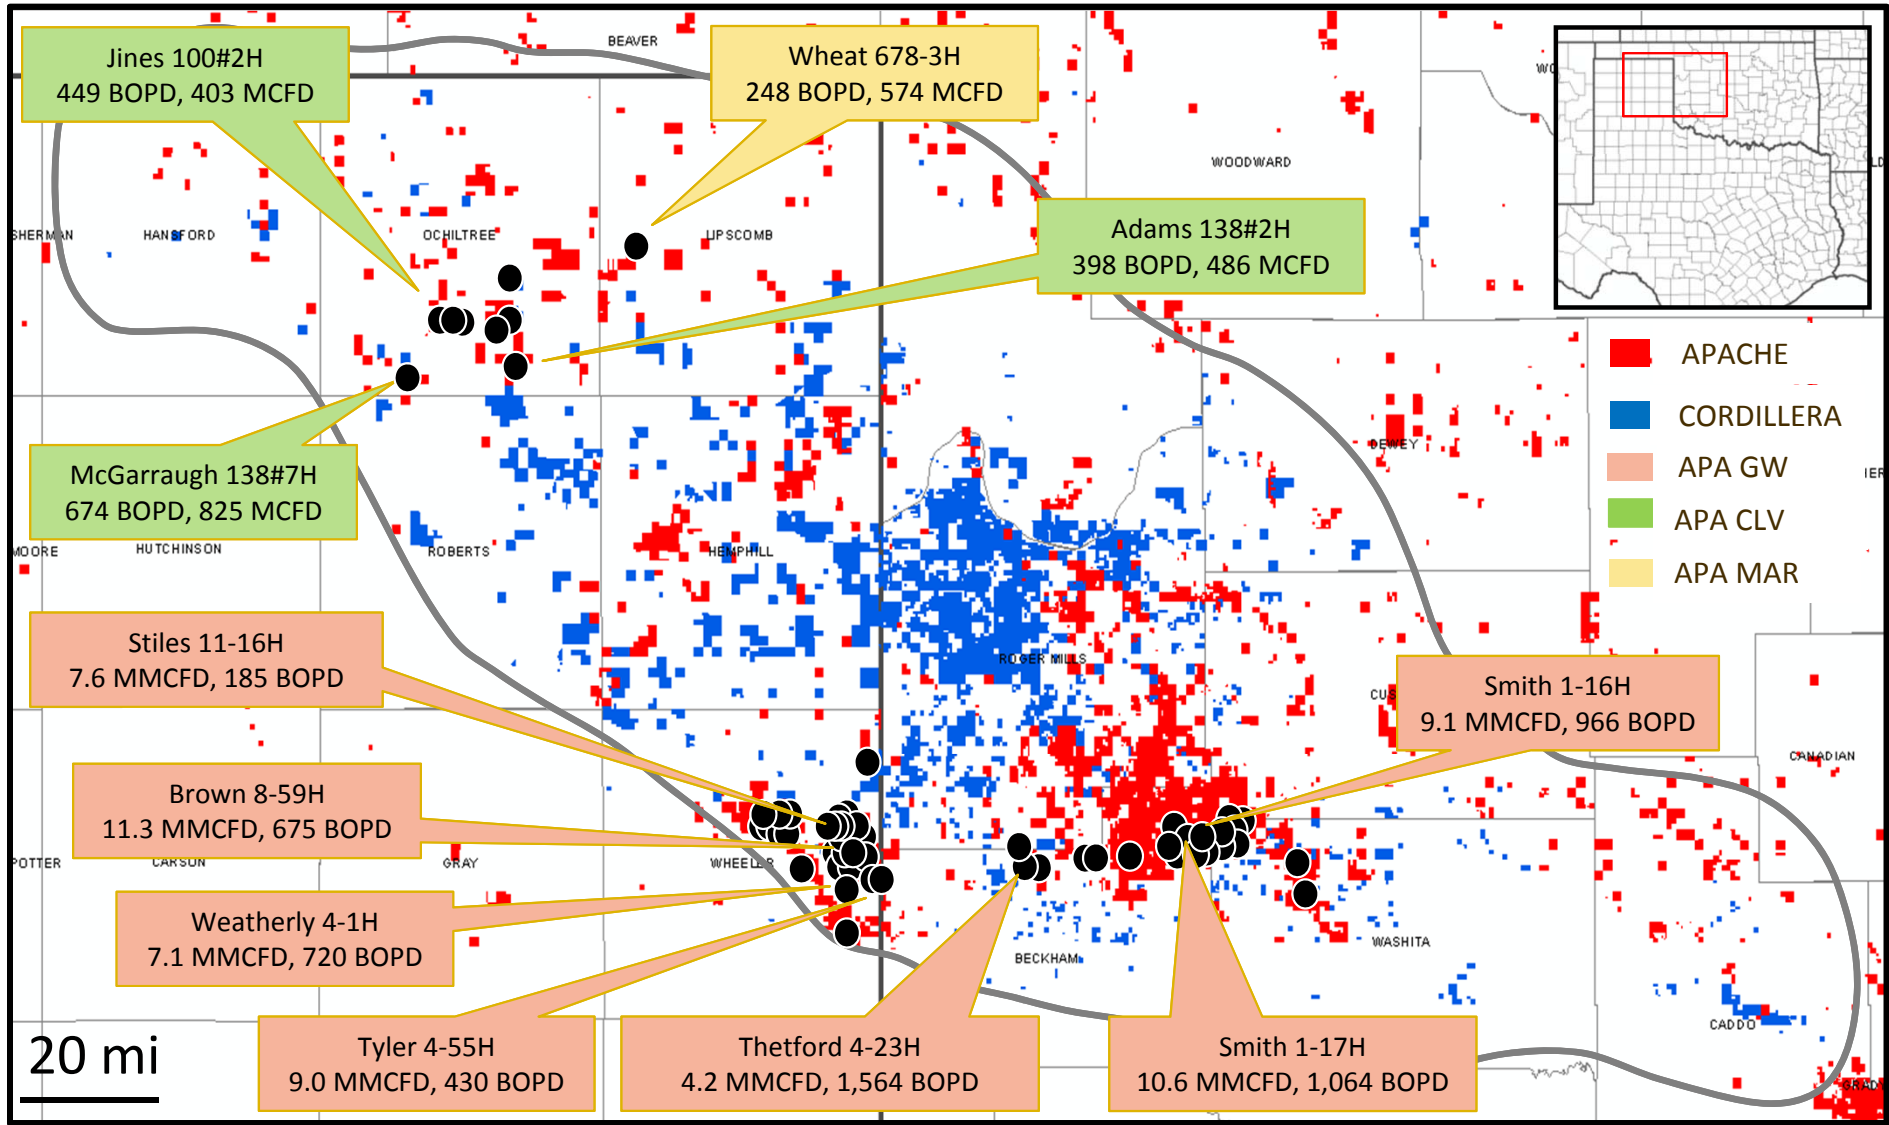 BEAVER
Jines 100#2H
449 BOPD, 403 MCFD
Wheat 678-3H
248 BOPD, 574 MCFD
WOODWARD
SHERMAN
HANSFORD
OCHILTREE
LIPSCOMB
Adams 138#2H
398 BOPD, 486 MCFD
APACHE
CORDILLERA
APA GW
APA CLV
APA MAR
DEWEY
McGarraugh 138#7H
674 BOPD, 825 MCFD
MOORE
HUTCHINSON
ROBERTS
HEMPHILL
Stiles 11-16H
7.6 MMCFD, 185 BOPD
ROGER MILLS
CUS
Smith 1-16H
9.1 MMCFD, 966 BOPD
CANADIAN
Brown 8-59H
11.3 MMCFD, 675 BOPD
POTTER
CARSON
GRAY
WHEELER
Weatherly 4-1H
7.1 MMCFD, 720 BOPD
WASHITA
BECKHAM
CADDO
Tyler 4-55H
9.0 MMCFD, 430 BOPD
Thetford 4-23H
4.2 MMCFD, 1,564 BOPD
Smith 1-17H
10.6 MMCFD, 1,064 BOPD
20 mi